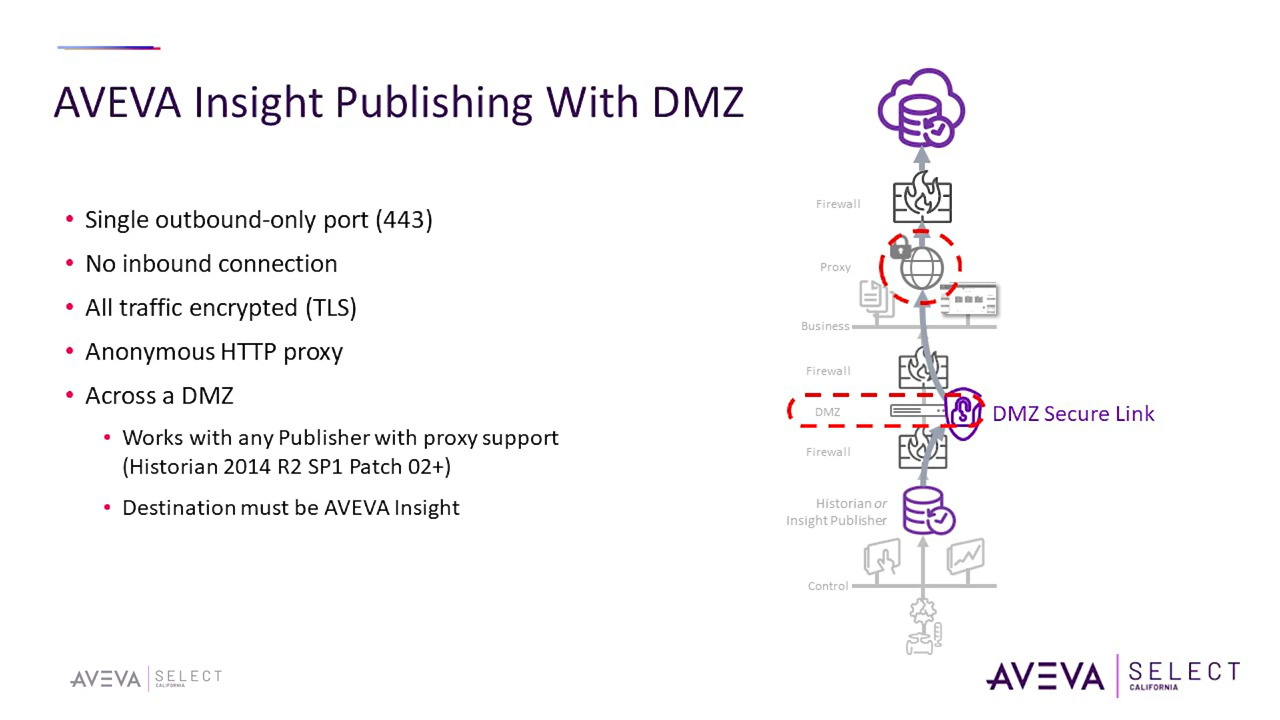 AVEVA Insight Publishing With DMZ
• Single outbound-only port (443)
• No inbound connection
• All traffic encrypted (TLS)
• Anonymous HTTP proxy
• Across a DMZ
• Works with any Publisher with proxy support
(Historian 2014 R2 SP1 Patch 02+)
• Destination must be AVEVA Insight
Firewall
Proxy
Business
Firewall
DMZ
DMZ Secure Link
Firewall
Historian or
Insight Publisher
Control
AVEVA SELECT
CALIFORNIA
AVEVA SELECT
CALIFORNIA